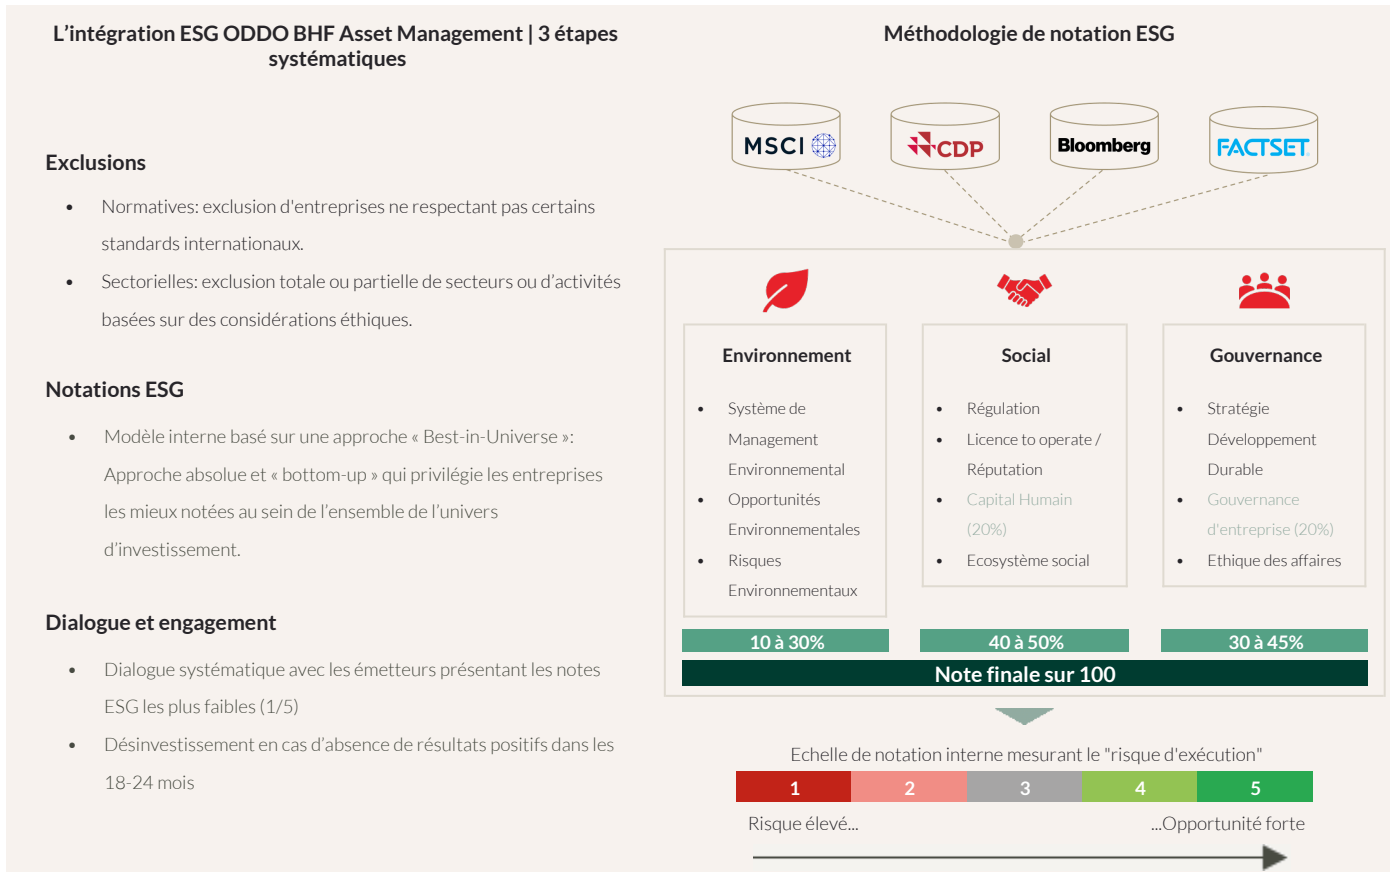 L’intégration ESG ODDO BHF Asset Management | 3 étapes
systématiques
Exclusions
• Normatives: exclusion d'entreprises ne respectant pas certains
standards internationaux.
• Sectorielles: exclusion totale ou partielle de secteurs ou d’activités
basées sur des considérations éthiques.
Notations ESG
• Modèle interne basé sur une approche « Best-in-Universe »:
Approche absolue et « bottom-up » qui privilégie les entreprises
les mieux notées au sein de l’ensemble de l’univers
d’investissement.
Dialogue et engagement
• Dialogue systématique avec les émetteurs présentant les notes
ESG les plus faibles (1/5)
• Désinvestissement en cas d’absence de résultats positifs dans les
18-24 mois
Méthodologie de notation ESG
MSCI
CDP
Bloomberg
FACTSET
Environnement
• Système de
Management
Environnemental
• Opportunités
Environnementales
• Risques
Environnementaux
10 à 30%
Social
• Régulation
• Licence to operate /
Réputation
• Capital Humain
(20%)
• Ecosystème social
40 à 50%
Gouvernance
• Stratégie
Développement
Durable
• Gouvernance
d'entreprise (20%)
• Ethique des affaires
30 à 45%
Note finale sur 100
Echelle de notation interne mesurant le "risque d'exécution"
1 2 3 4 5
Risque élevé... ...Opportunité forte